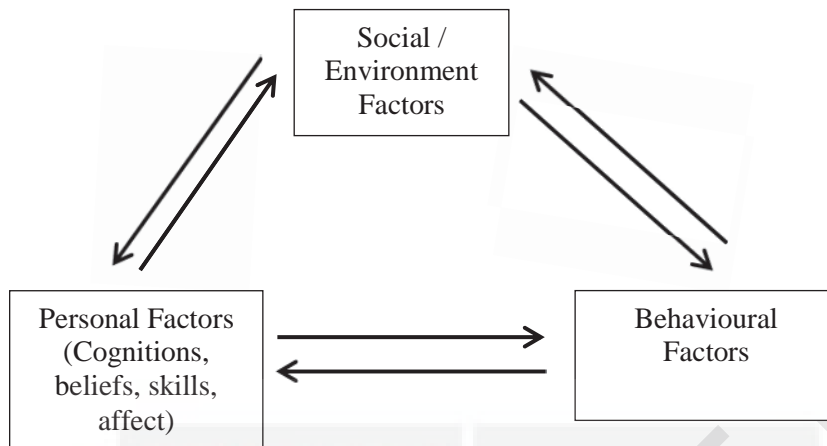 Social /
Environment
Factors
Personal Factors
(Cognitions,
beliefs, skills,
affect)
Behavioural
Factors